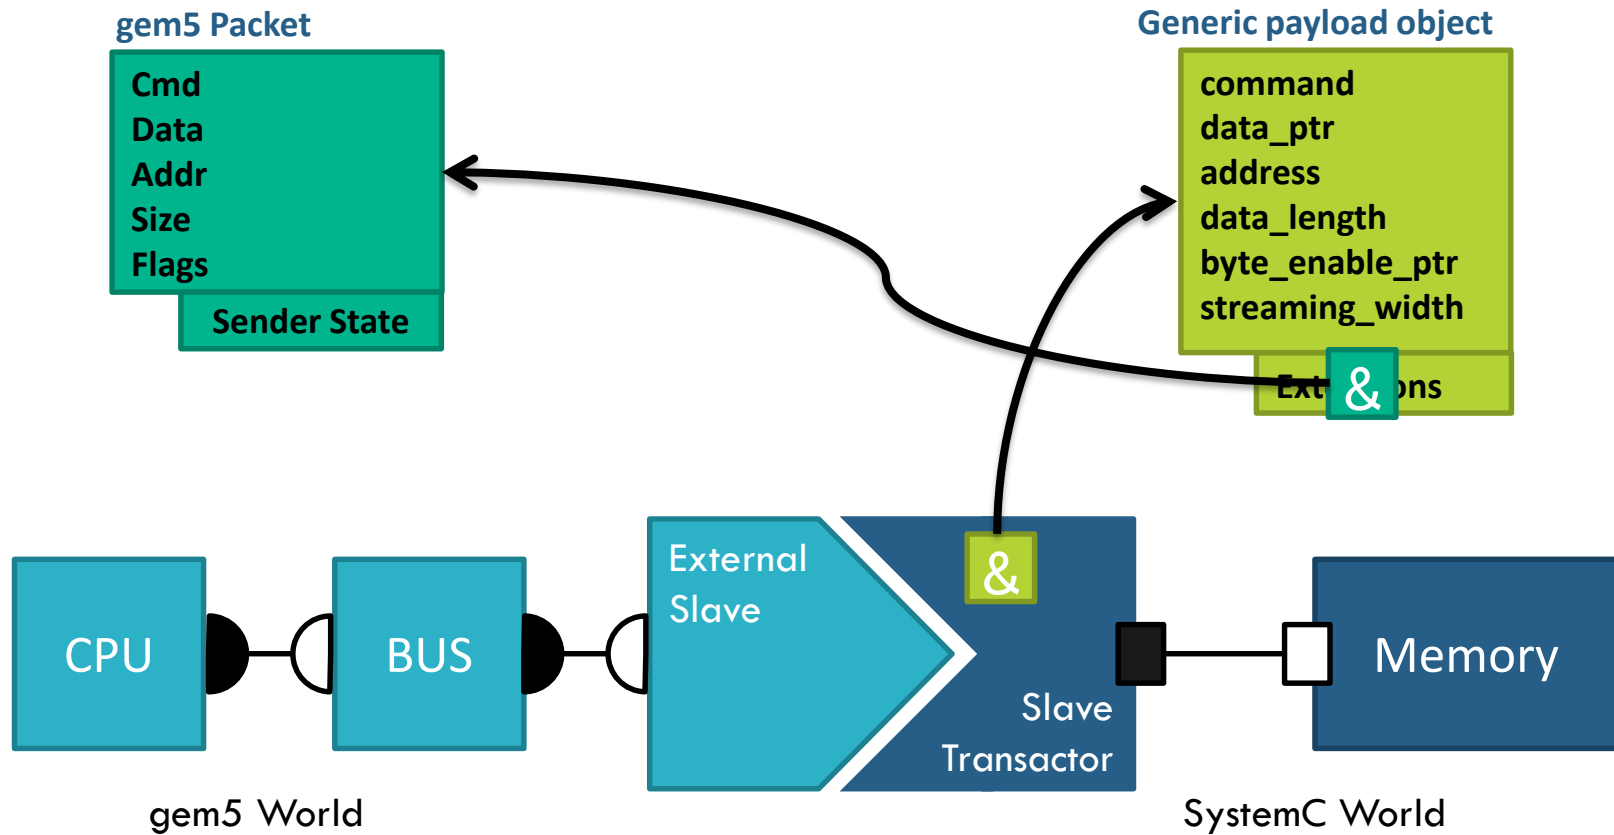 gem5 Packet
Cmd
Data
Addr
Size
Flags
Sender State
Generic payload object
command
data_ptr
address
data_length
byte_enable_ptr
streaming_width
&
&
External
Slave
CPU
BUS
Slave
Transactor
Memory
gem5 World
SystemC World